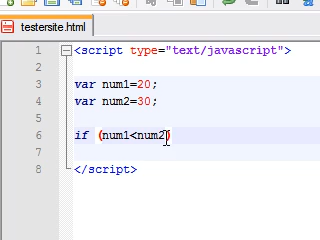 testersite.html
1 <script type="text/javascript">
2
3 var num1=20;
4 var num2=30;
5
6 if (num1<num2)
7
8 </script>